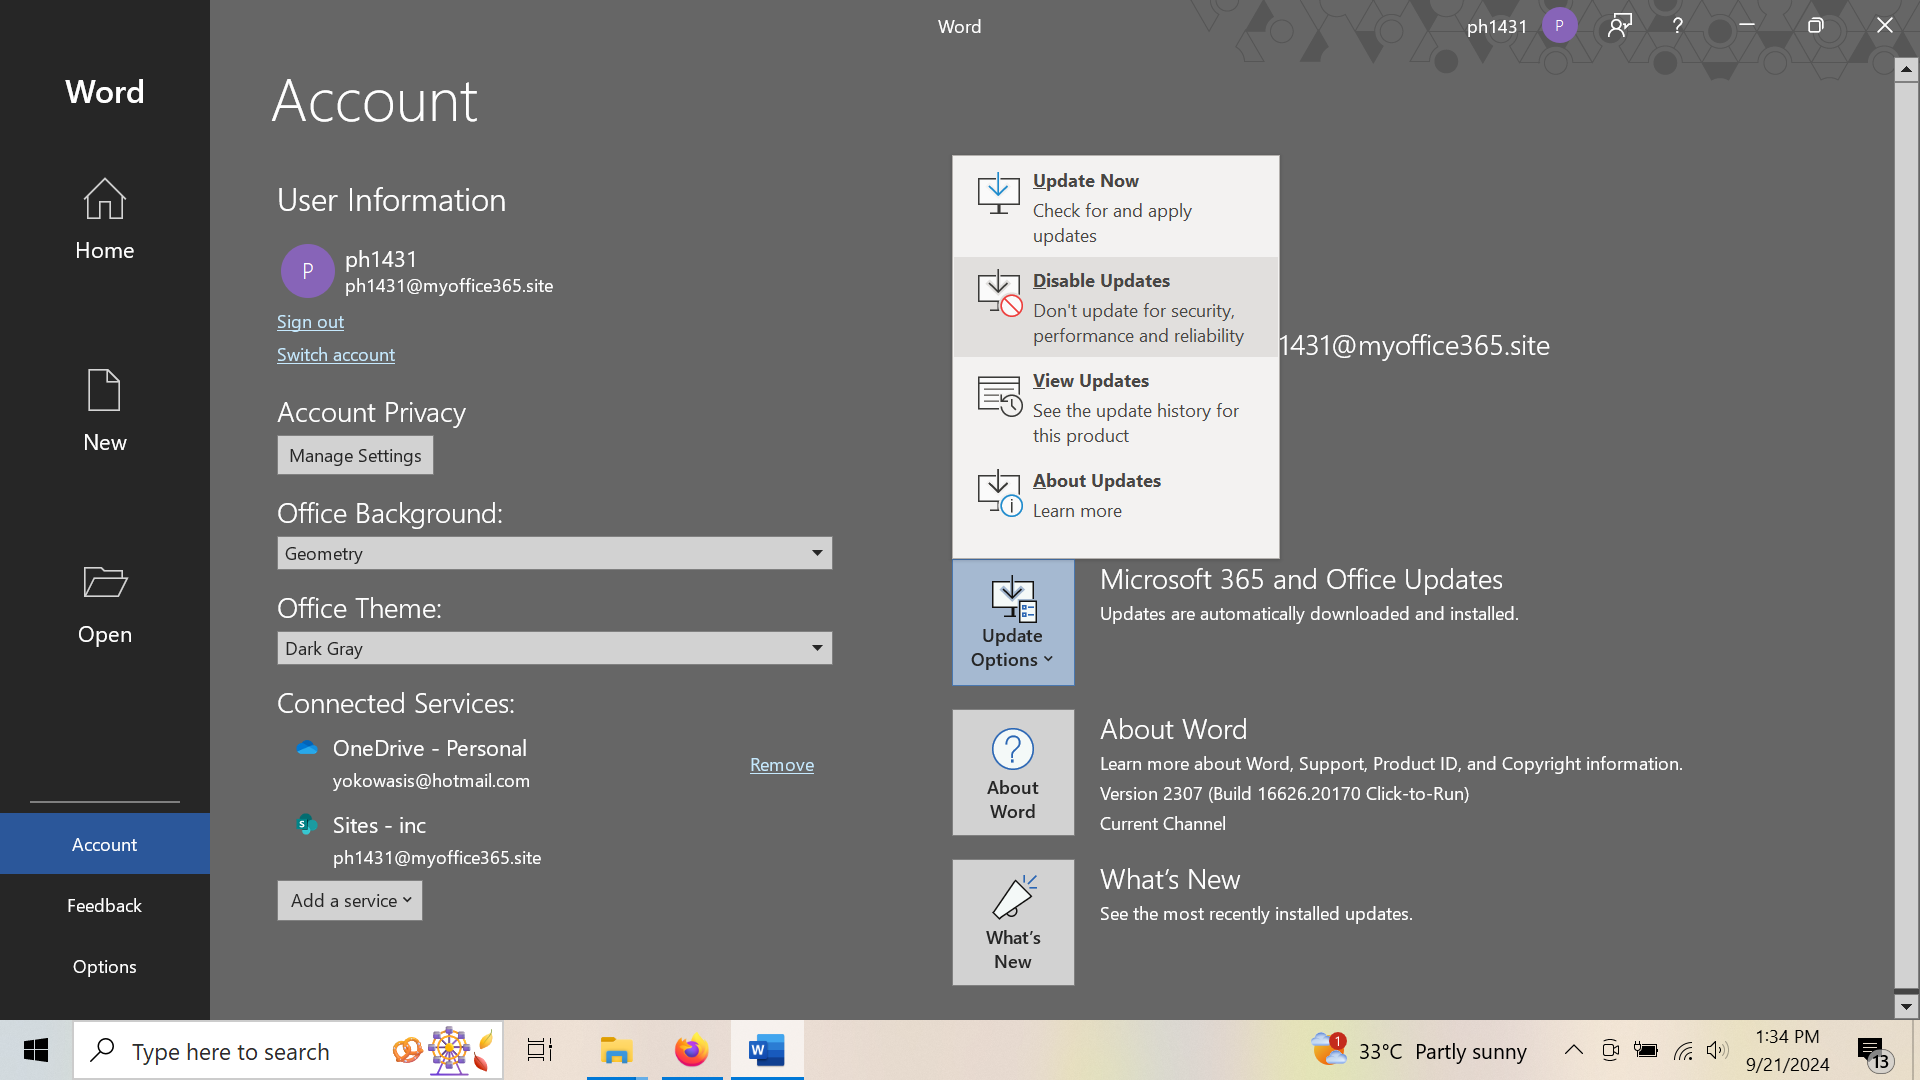 Word
ph1431
P
?
Word
Home
New
Open
Account
Feedback
Options
Account
User Information
P
ph1431
ph1431@myoffice365.site
Sign out
Switch account
Account Privacy
Manage Settings
Office Background:
Geometry
Office Theme:
Dark Gray
Connected Services:
OneDrive - Personal
yokowasis@hotmail.com
Remove
S
Sites - inc
ph1431@myoffice365.site
Add a service
Update Now
Check for and apply
updates
Disable Updates
Don't update for security,
performance and reliability
View Updates
See the update history for
this product
About Updates
Learn more
1431@myoffice365.site
Update
Options
Microsoft 365 and Office Updates
Updates are automatically downloaded and installed.
?
About
Word
About Word
Learn more about Word, Support, Product ID, and Copyright information.
Version 2307 (Build 16626.20170 Click-to-Run)
Current Channel
What's
New
What's New
See the most recently installed updates.
Type here to search
W
1
33°C Partly sunny
1:34 PM
9/21/2024
13